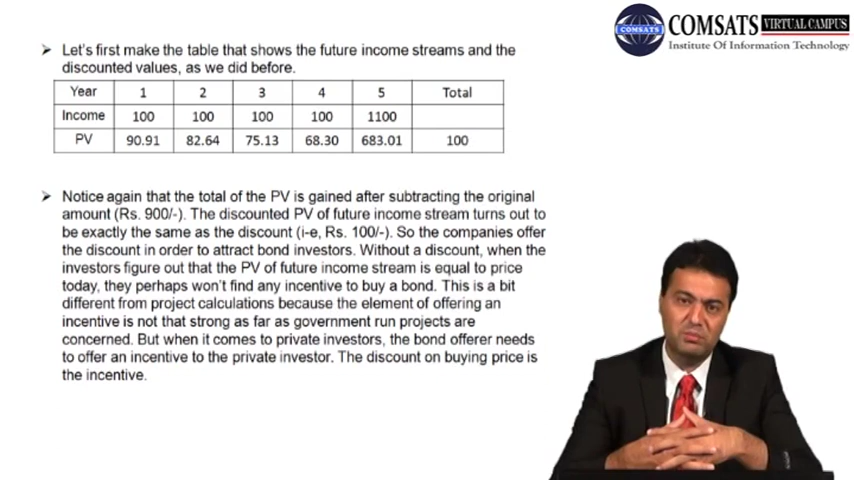 COMSATS VIRTUAL CAMPUS
COMSATS
Institute Of Information Technology
Let's first make the table that shows the future income streams and the
discounted values, as we did before.
Year 1 2 3 4 5 Total
Income 100 100 100 100 1100
PV 90.91 82.64 75.13 68.30 683.01 100
Notice again that the total of the PV is gained after subtracting the original
amount (Rs. 900/-). The discounted PV of future income stream turns out to
be exactly the same as the discount (i-e, Rs. 100/-). So the companies offer
the discount in order to attract bond investors. Without a discount, when the
investors figure out that the PV of future income stream is equal to price
today, they perhaps won't find any incentive to buy a bond. This is a bit
different from project calculations because the element of offering an
incentive is not that strong as far as government run projects are
concerned. But when it comes to private investors, the bond offerer needs
to offer an incentive to the private investor. The discount on buying price is
the incentive.